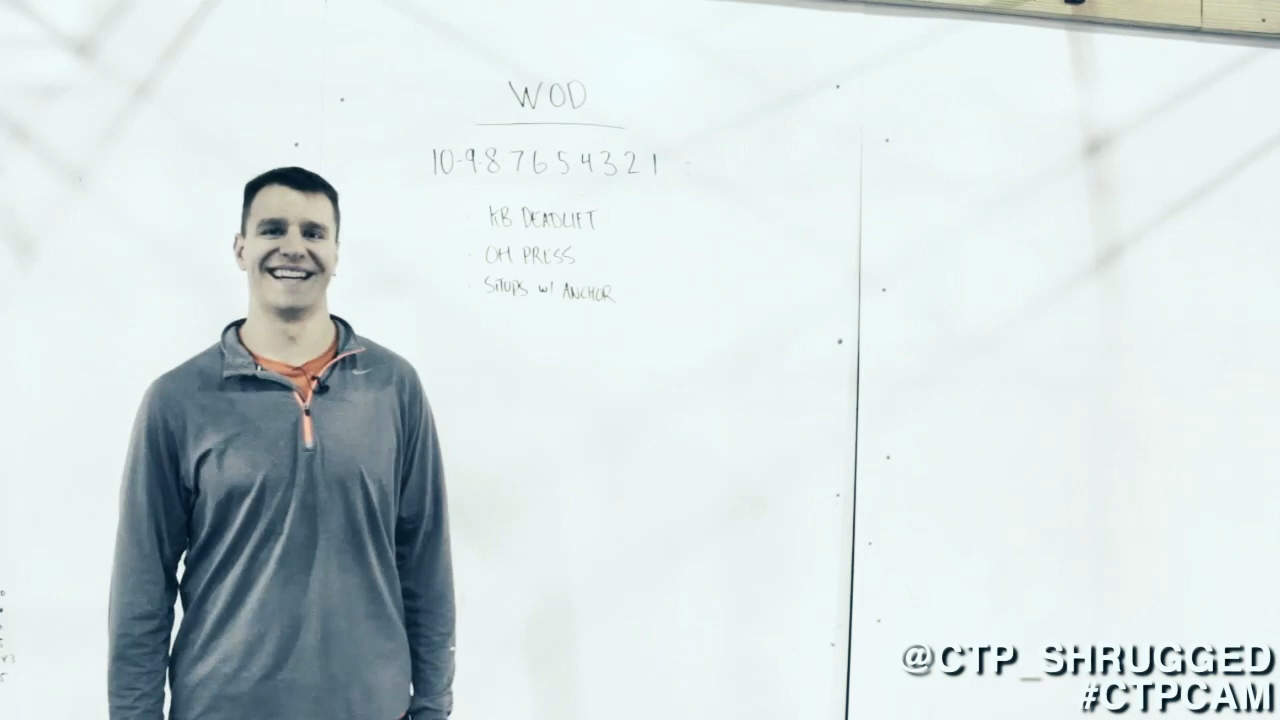 WOD
10-9-8 7 6 5 4 3 2 1
KB DEADLIFT
OH PRESS
SITUPS w/ ANCHOR
@CTP_SHRUGGED
#CTPCAM